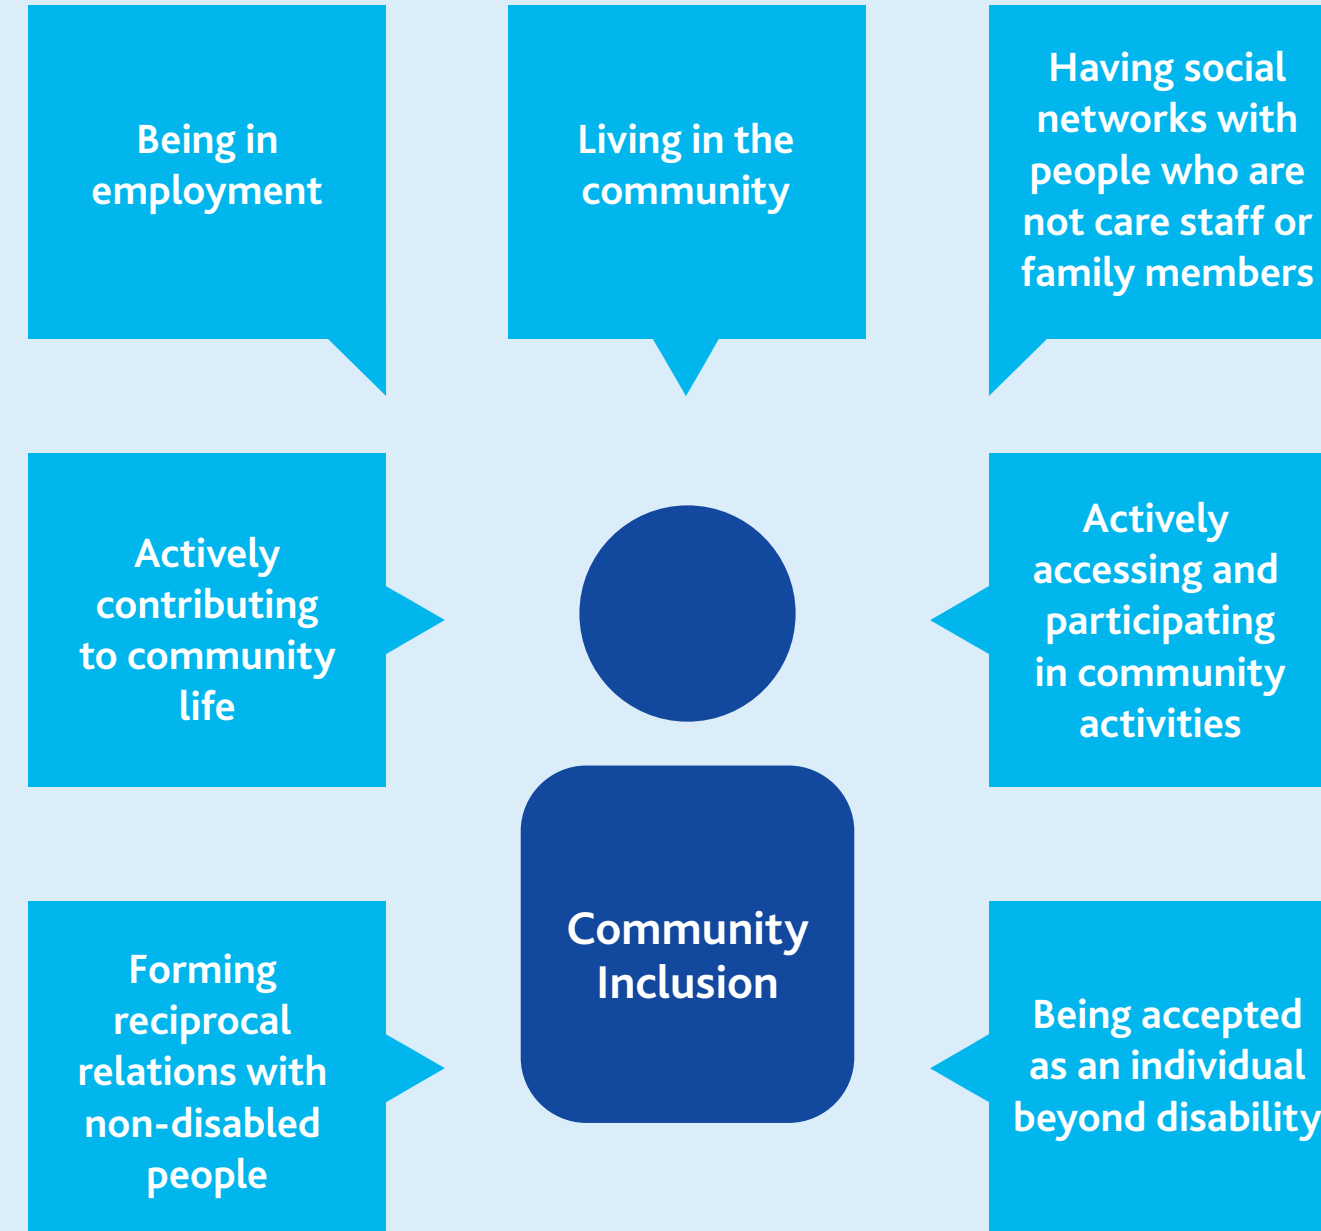 Being in
employment
Living in the
community
Having social
networks with
people who are
not care staff or
family members
Actively
contributing
to community
life
Actively
accessing and
participating
in community
activities
Forming
reciprocal
relations with
non-disabled
people
Community
Inclusion
Being accepted
as an individual
beyond disability